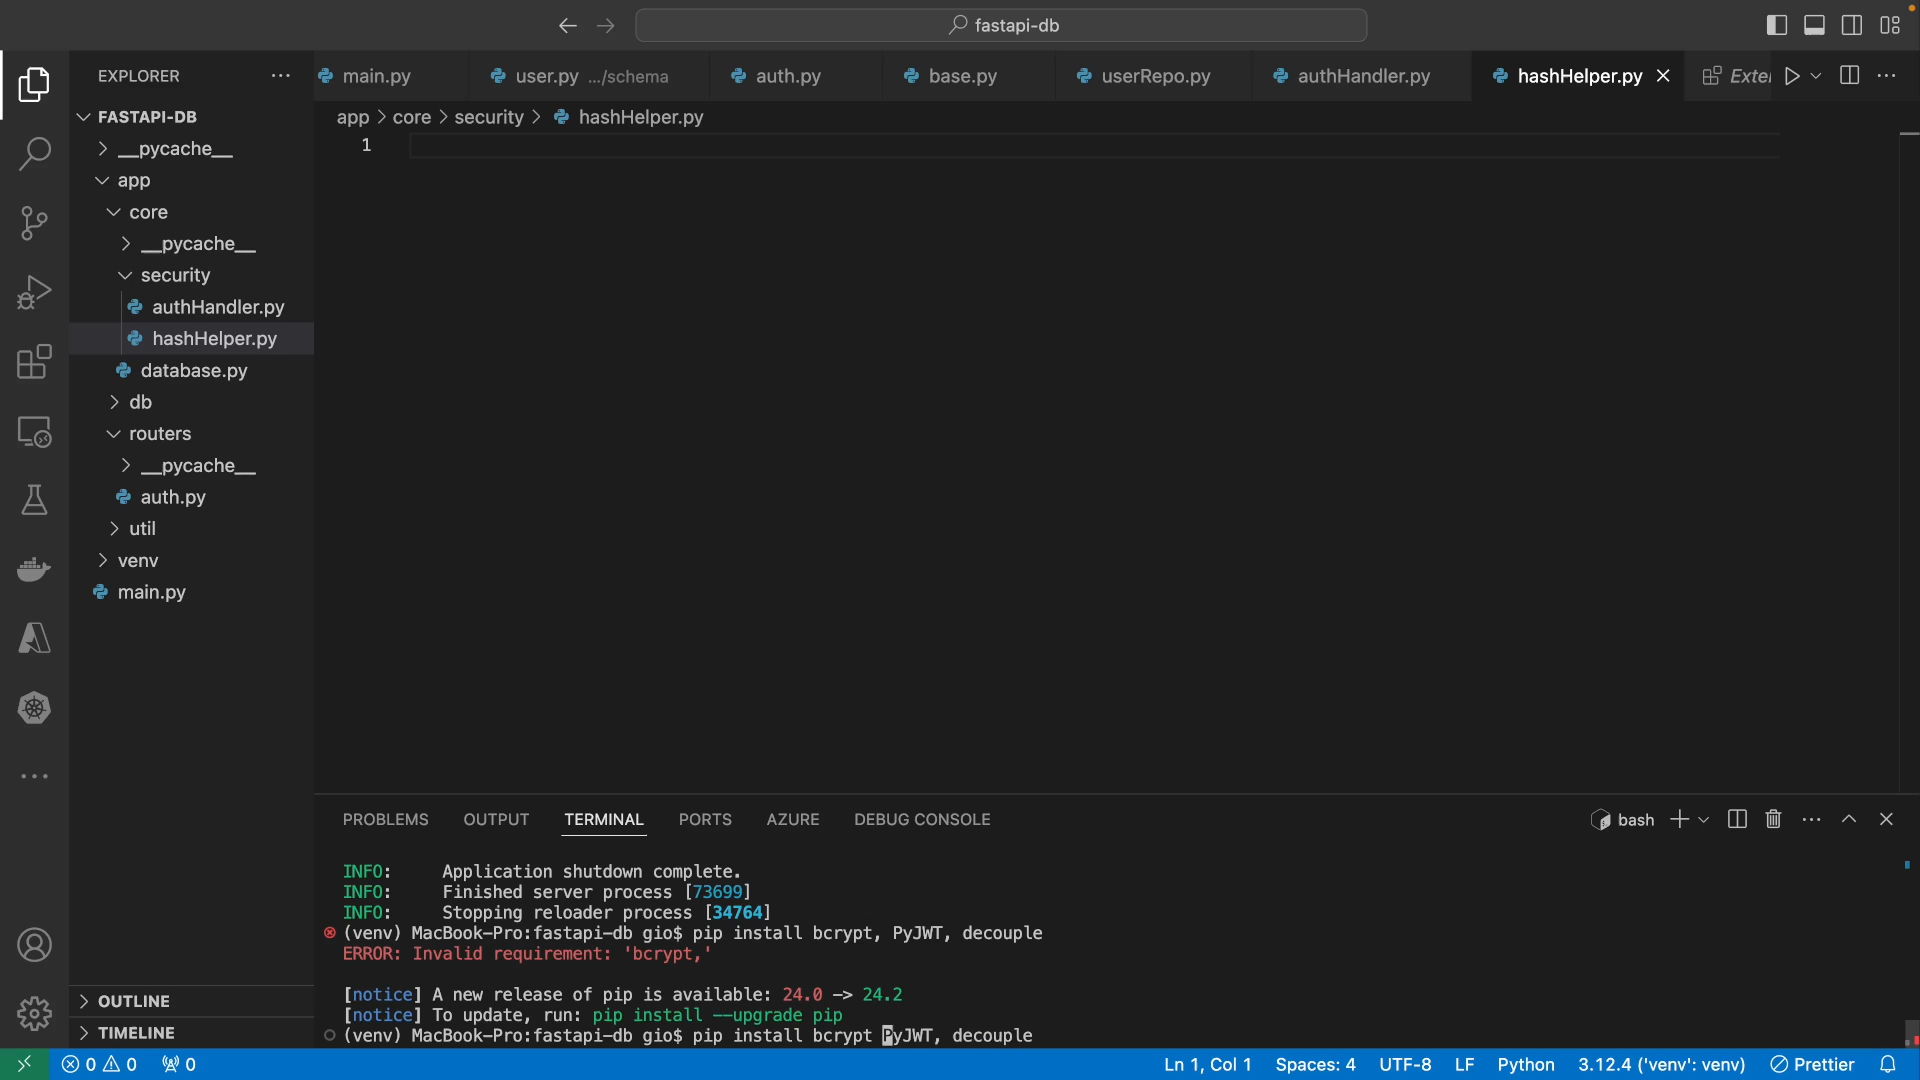 fastapi-db
EXPLORER
main.py
user.py .../schema
auth.py
base.py
userRepo.py
authHandler.py
hashHelper.py
Exte
FASTAPI-DB
__pycache__
app
core
__pycache__
security
authHandler.py
hashHelper.py
database.py
db
routers
__pycache__
auth.py
util
venv
main.py
OUTLINE
TIMELINE
app > core > security > hashHelper.py
1
PROBLEMS OUTPUT TERMINAL PORTS AZURE DEBUG CONSOLE
bash
INFO: Application shutdown complete.
INFO: Finished server process [73699]
INFO: Stopping reloader process [34764]
(venv) MacBook-Pro:fastapi-db gio$ pip install bcrypt, PyJWT, decouple
ERROR: Invalid requirement: 'bcrypt,'
[notice] A new release of pip is available: 24.0 -> 24.2
[notice] To update, run: pip install --upgrade pip
(venv) MacBook-Pro:fastapi-db gio$ pip install bcrypt PyJWT, decouple
0 0 0
Ln 1, Col 1 Spaces: 4 UTF-8 LF Python 3.12.4 ('venv': venv) Prettier